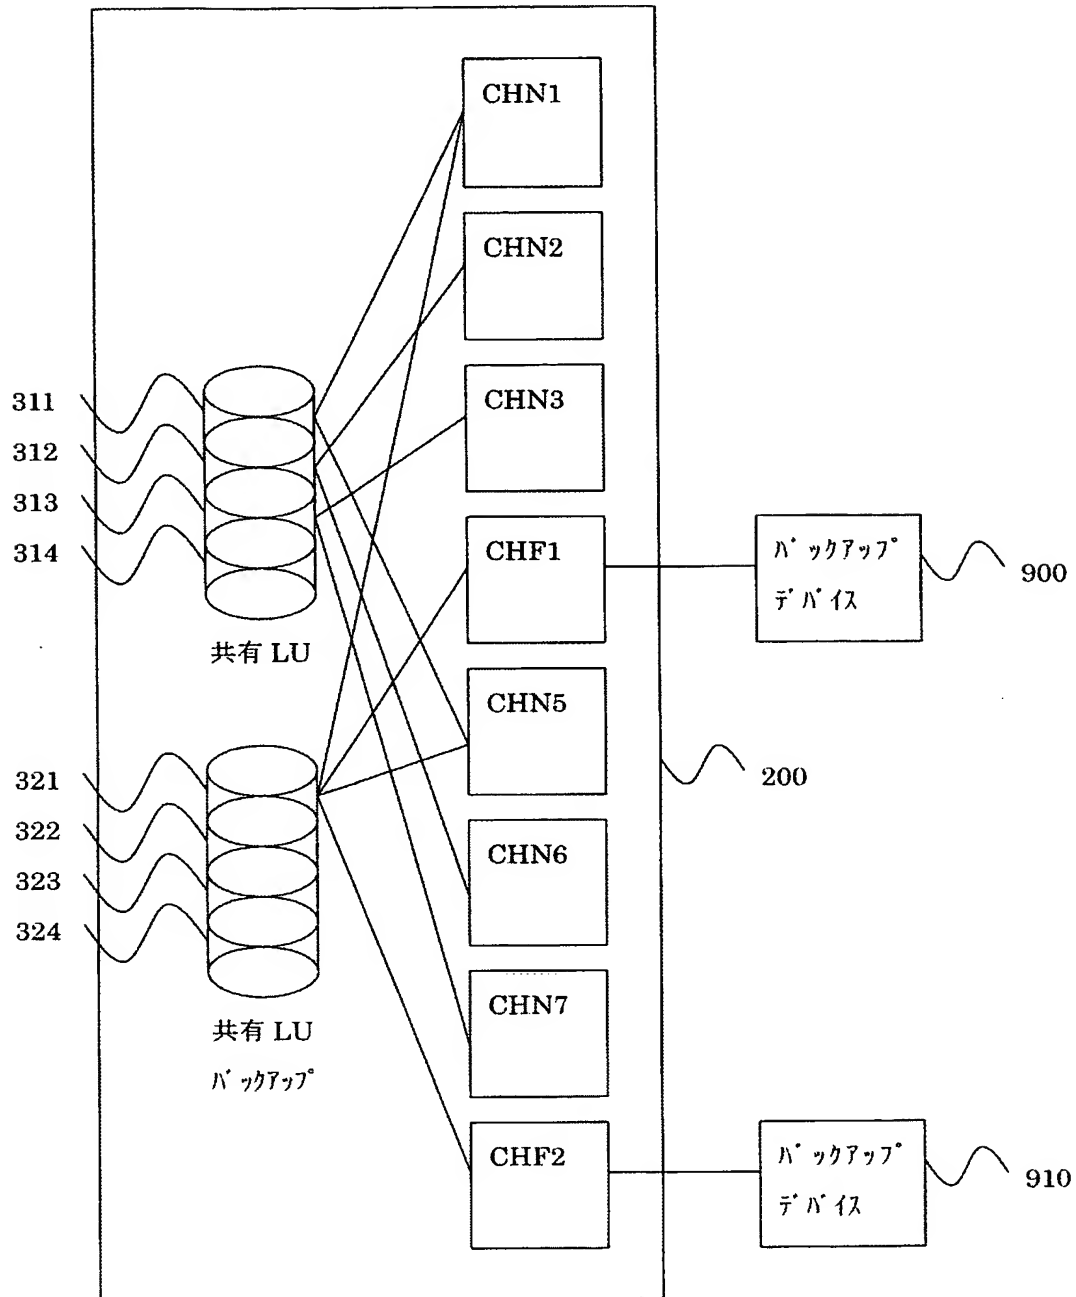 CHN1
CHN2
CHN3
CHF1
CHN5
CHN6
CHN7
CHF2
311
312
313
314
共有 LU
321
322
323
324
共有 LU
ﾊﾞｯｸｱｯﾌﾟ
ﾊﾞｯｸｱｯﾌﾟ
ﾃﾞﾊﾞｲｽ
900
200
ﾊﾞｯｸｱｯﾌﾟ
ﾃﾞﾊﾞｲｽ
910